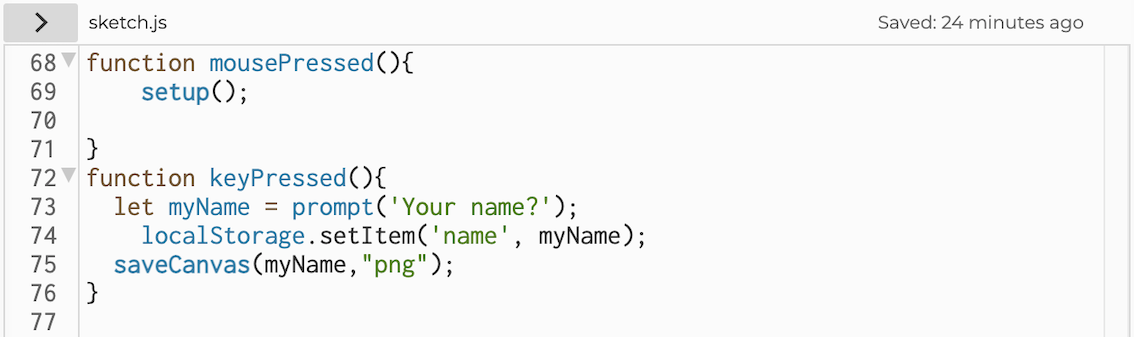 sketch.js Saved: 24 minutes ago
68 function mousePressed(){
69     setup();
70
71 }
72 function keyPressed(){
73   let myName = prompt('Your name?');
74     localStorage.setItem('name', myName);
75   saveCanvas(myName,"png");
76 }
77